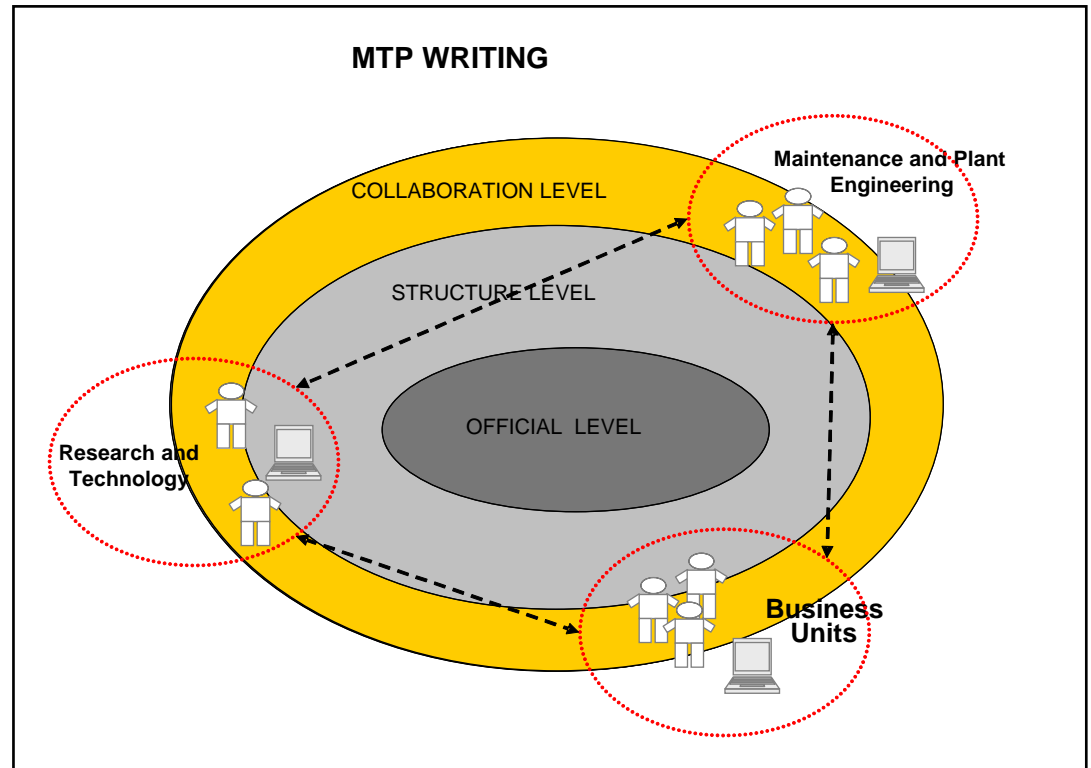 MTP WRITING
Maintenance and Plant
Engineering
COLLABORATION LEVEL
STRUCTURE LEVEL
OFFICIAL  LEVEL
Research and
Technology
Business
Units